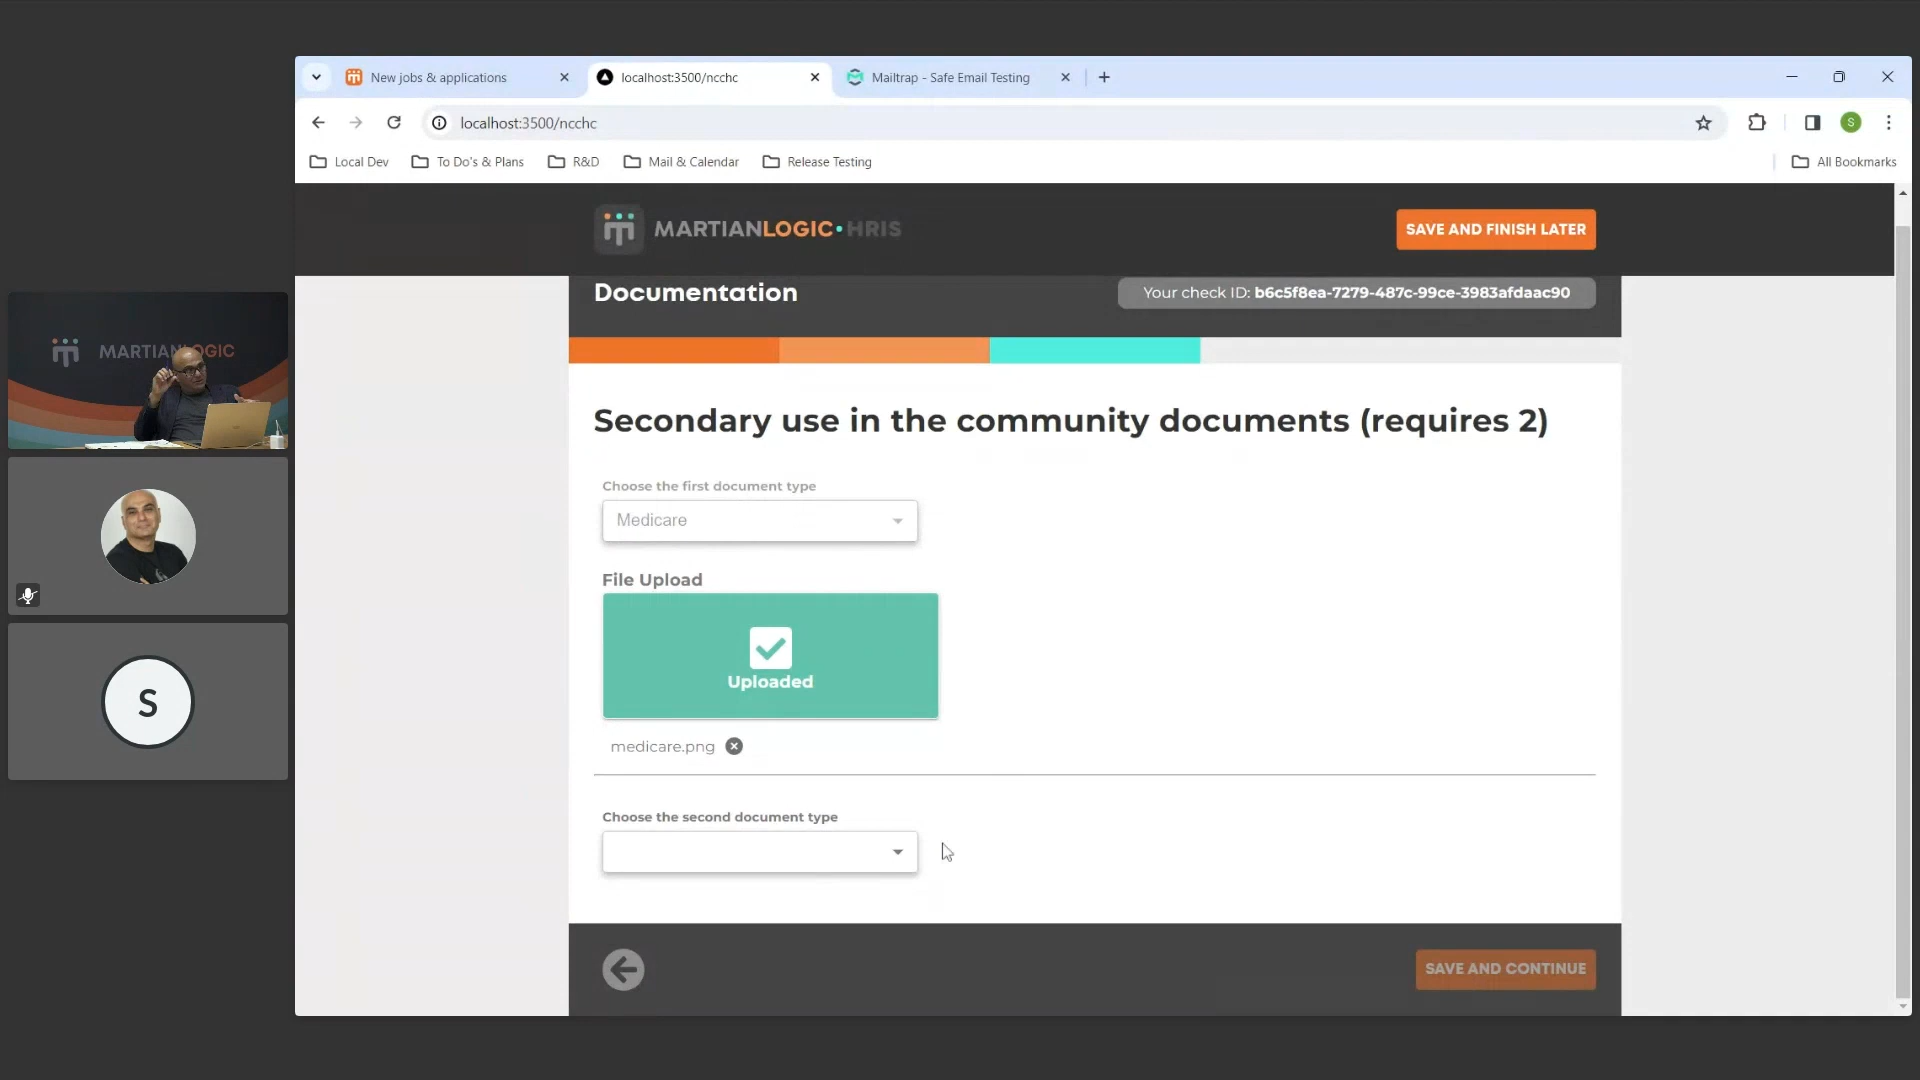 New jobs & applications
localhost:3500/ncchc
Mailtrap - Safe Email Testing
localhost:3500/ncchc
S
Local Dev
To Do's & Plans
R&D
Mail & Calendar
Release Testing
All Bookmarks
MARTIANLOGIC•HRIS
SAVE AND FINISH LATER
Documentation
Your check ID: b6c5f8ea-7279-487c-99ce-3983afdaac90
MARTIANLOGIC
S
Secondary use in the community documents (requires 2)
Choose the first document type
Medicare
File Upload
Uploaded
medicare.png
Choose the second document type
SAVE AND CONTINUE